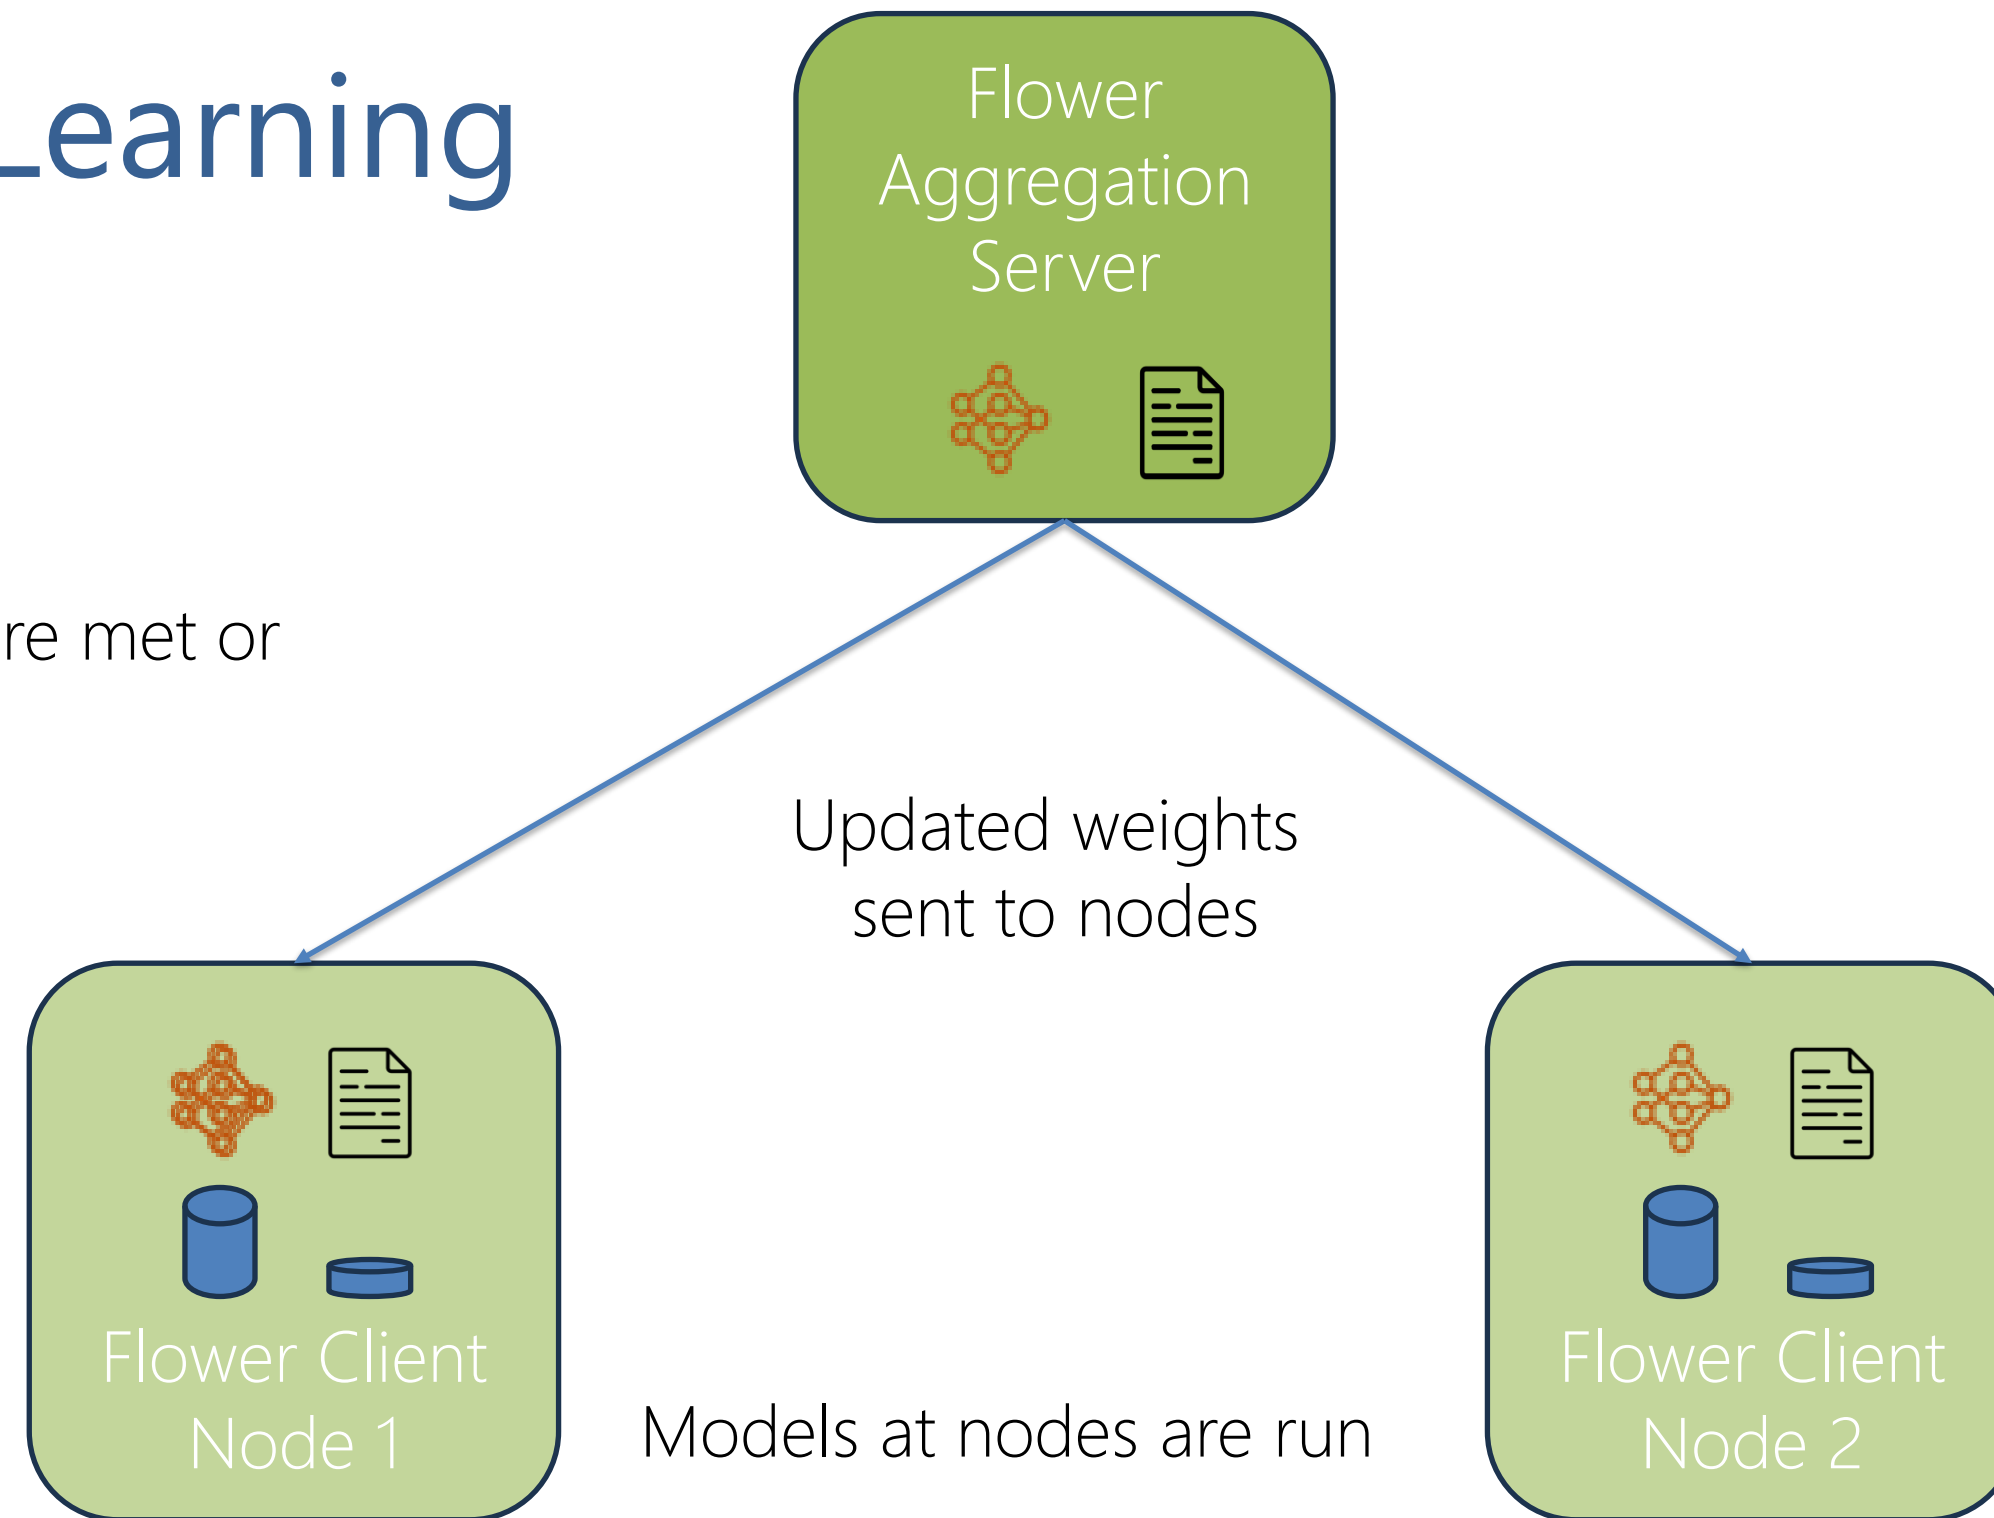 Learning
Flower
Aggregation
Server
re met or
Updated weights
sent to nodes
Flower Client
Node 1
Models at nodes are run
Flower Client
Node 2